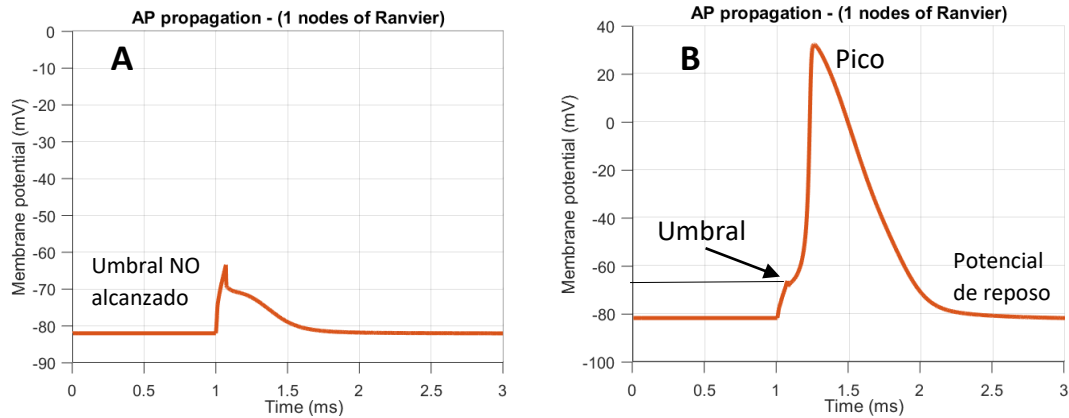 AP propagation - (1 nodes of Ranvier)
A
Membrane potential (mV)
0
-10
-20
-30
-40
-50
-60
-70
-80
-90
Umbral NO
alcanzado
0 0.5 1 1.5 2 2.5 3
Time (ms)
AP propagation - (1 nodes of Ranvier)
B
Pico
Membrane potential (mV)
40
20
0
-20
-40
-60
-80
-100
Umbral
Potencial
de reposo
0 0.5 1 1.5 2 2.5 3
Time (ms)